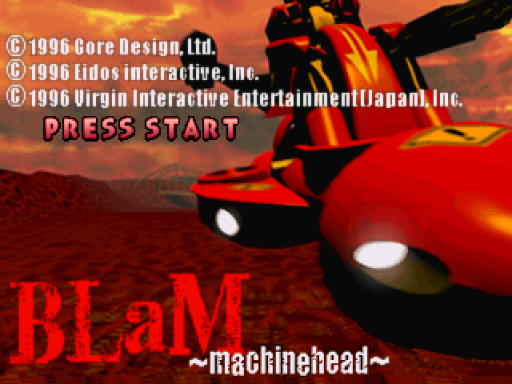 © 1996 Core Design, Ltd.
© 1996 Eidos interactive, Inc.
© 1996 Virgin Interactive Entertainment(Japan), Inc.
PRESS START
BLaM
~machinehead~